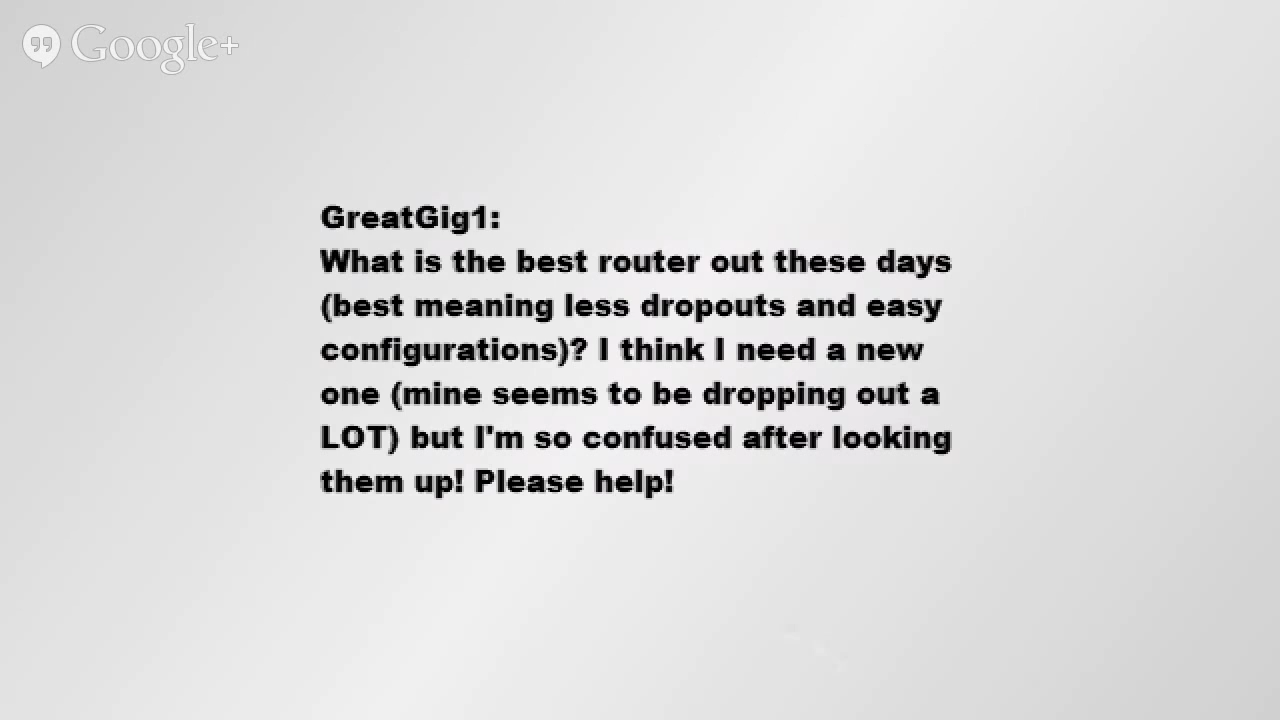 Google+
GreatGig1:
What is the best router out these days
(best meaning less dropouts and easy
configurations)? I think I need a new
one (mine seems to be dropping out a
LOT) but I'm so confused after looking
them up! Please help!